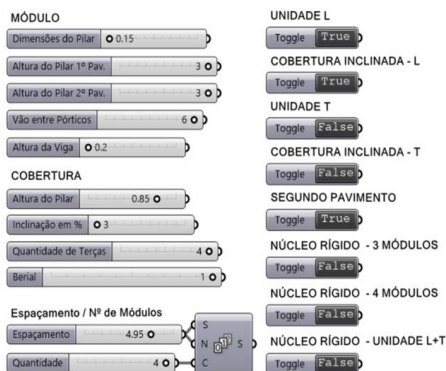 MÓDULO
Dimensões do Pilar 0.15
Altura do Pilar 1º Pav. 3
Altura do Pilar 2º Pav. 3
Vão entre Pórticos 6
Altura da Viga 0.2
COBERTURA
Altura do Pilar 0.85
Inclinação em % 3
Quantidade de Terças 4
Berial 1
Espaçamento / Nº de Módulos
Espaçamento 4.95
Quantidade 4
S
N S
C
UNIDADE L
Toggle True
COBERTURA INCLINADA - L
Toggle True
UNIDADE T
Toggle False
COBERTURA INCLINADA - T
Toggle False
SEGUNDO PAVIMENTO
Toggle True
NÚCLEO RÍGIDO - 3 MÓDULOS
Toggle False
NÚCLEO RÍGIDO - 4 MÓDULOS
Toggle False
NÚCLEO RÍGIDO - UNIDADE L+T
Toggle False